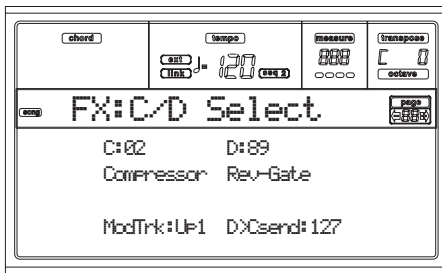 chord tempo measure transpose
ext link ♩= 120 seq 2 888 C 0
octave
song FX:C/D Select page 88
C:02 D:89
Compressor Rev-Gate
ModTrk:Up1 D>Csend:127